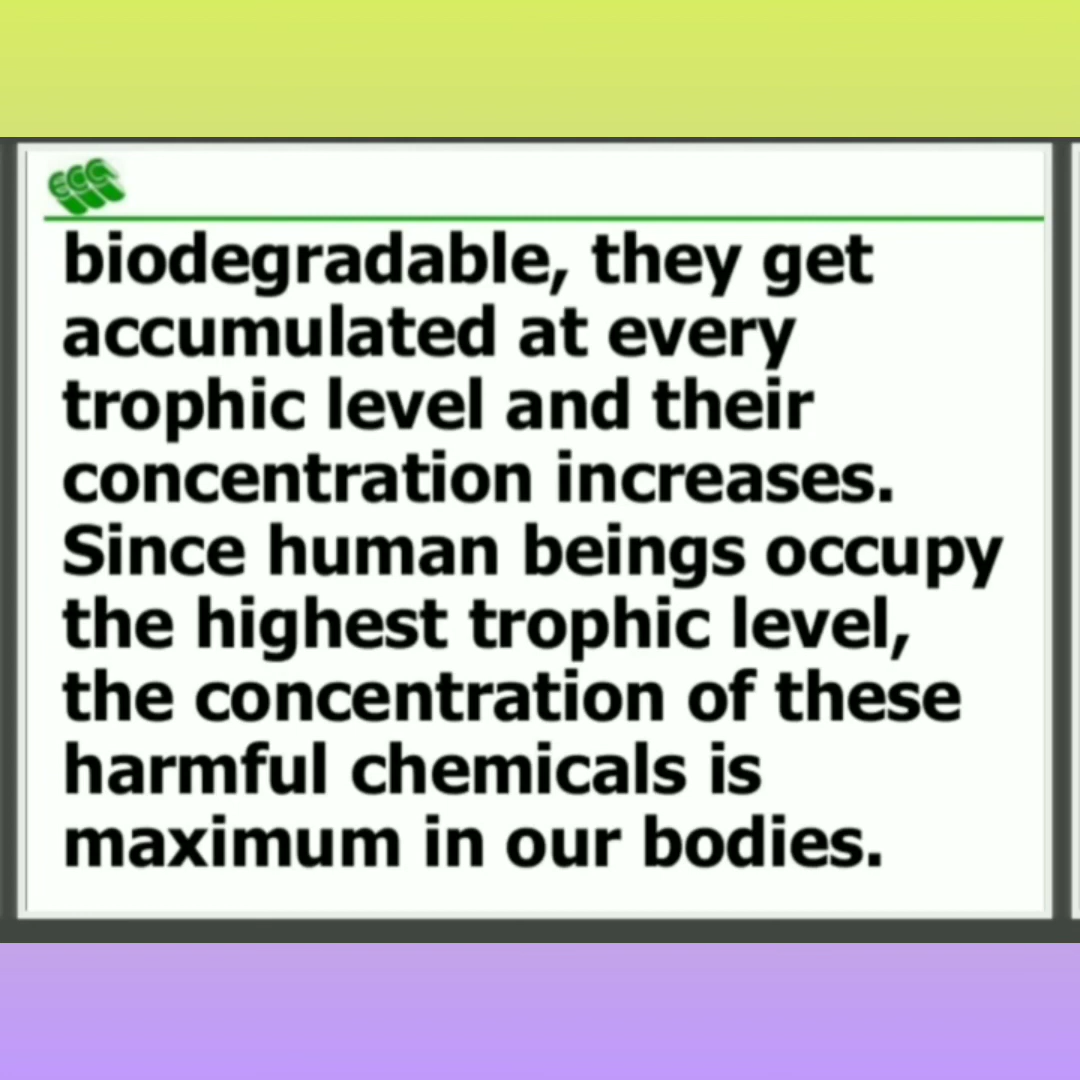 ECC
biodegradable, they get
accumulated at every
trophic level and their
concentration increases.
Since human beings occupy
the highest trophic level,
the concentration of these
harmful chemicals is
maximum in our bodies.